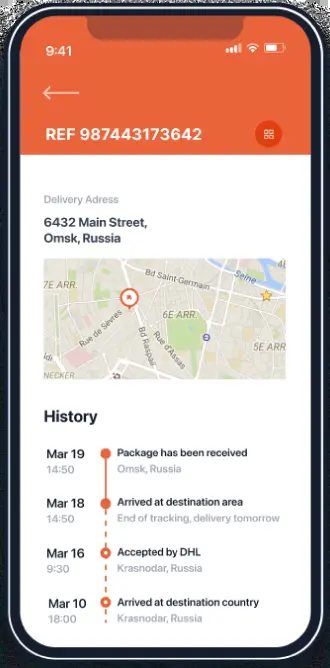 9:41
REF 987443173642
Delivery Adress
6432 Main Street,
Omsk, Russia
7E ARR.
Bd Saint-Germain
Seine
6E ARR.
Rue de Sèvres
Bd Raspail
Rue d'Assas
5E ARR.
NECKER
History
Mar 19
14:50
Package has been received
Omsk, Russia
Mar 18
14:50
Arrived at destination area
End of tracking, delivery tomorrow
Mar 16
9:30
Accepted by DHL
Krasnodar, Russia
Mar 10
18:00
Arrived at destination country
Krasnodar, Russia